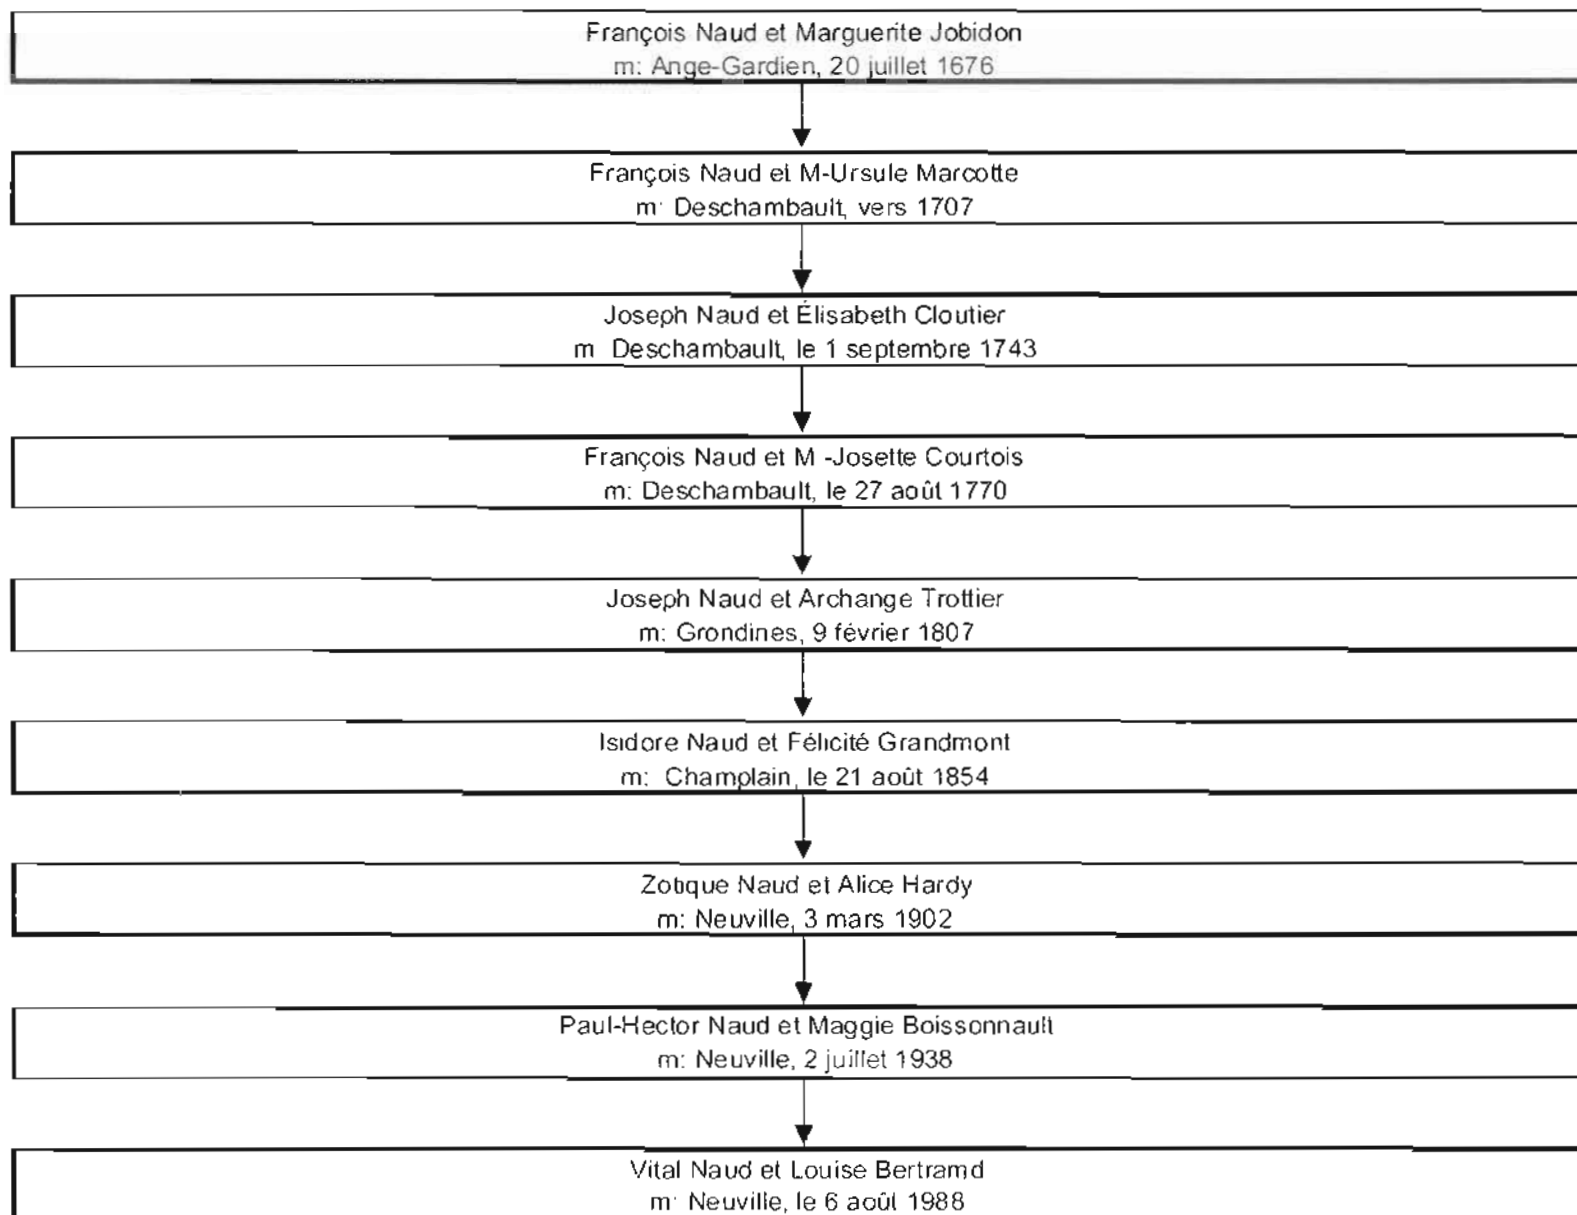 François Naud et Marguerite Jobidon
m: Ange-Gardien, 20 juillet 1676
François Naud et M-Ursule Marcotte
m: Deschambault, vers 1707
Joseph Naud et Élisabeth Cloutier
m Deschambault, le 1 septembre 1743
François Naud et M -Josette Courtois
m: Deschambault, le 27 août 1770
Joseph Naud et Archange Trottier
m: Grondines, 9 février 1807
Isidore Naud et Félicité Grandmont
m: Champlain, le 21 août 1854
Zotique Naud et Alice Hardy
m: Neuville, 3 mars 1902
Paul-Hector Naud et Maggie Boissonnault
m: Neuville, 2 juillet 1938
Vital Naud et Louise Bertramd
m: Neuville, le 6 août 1988